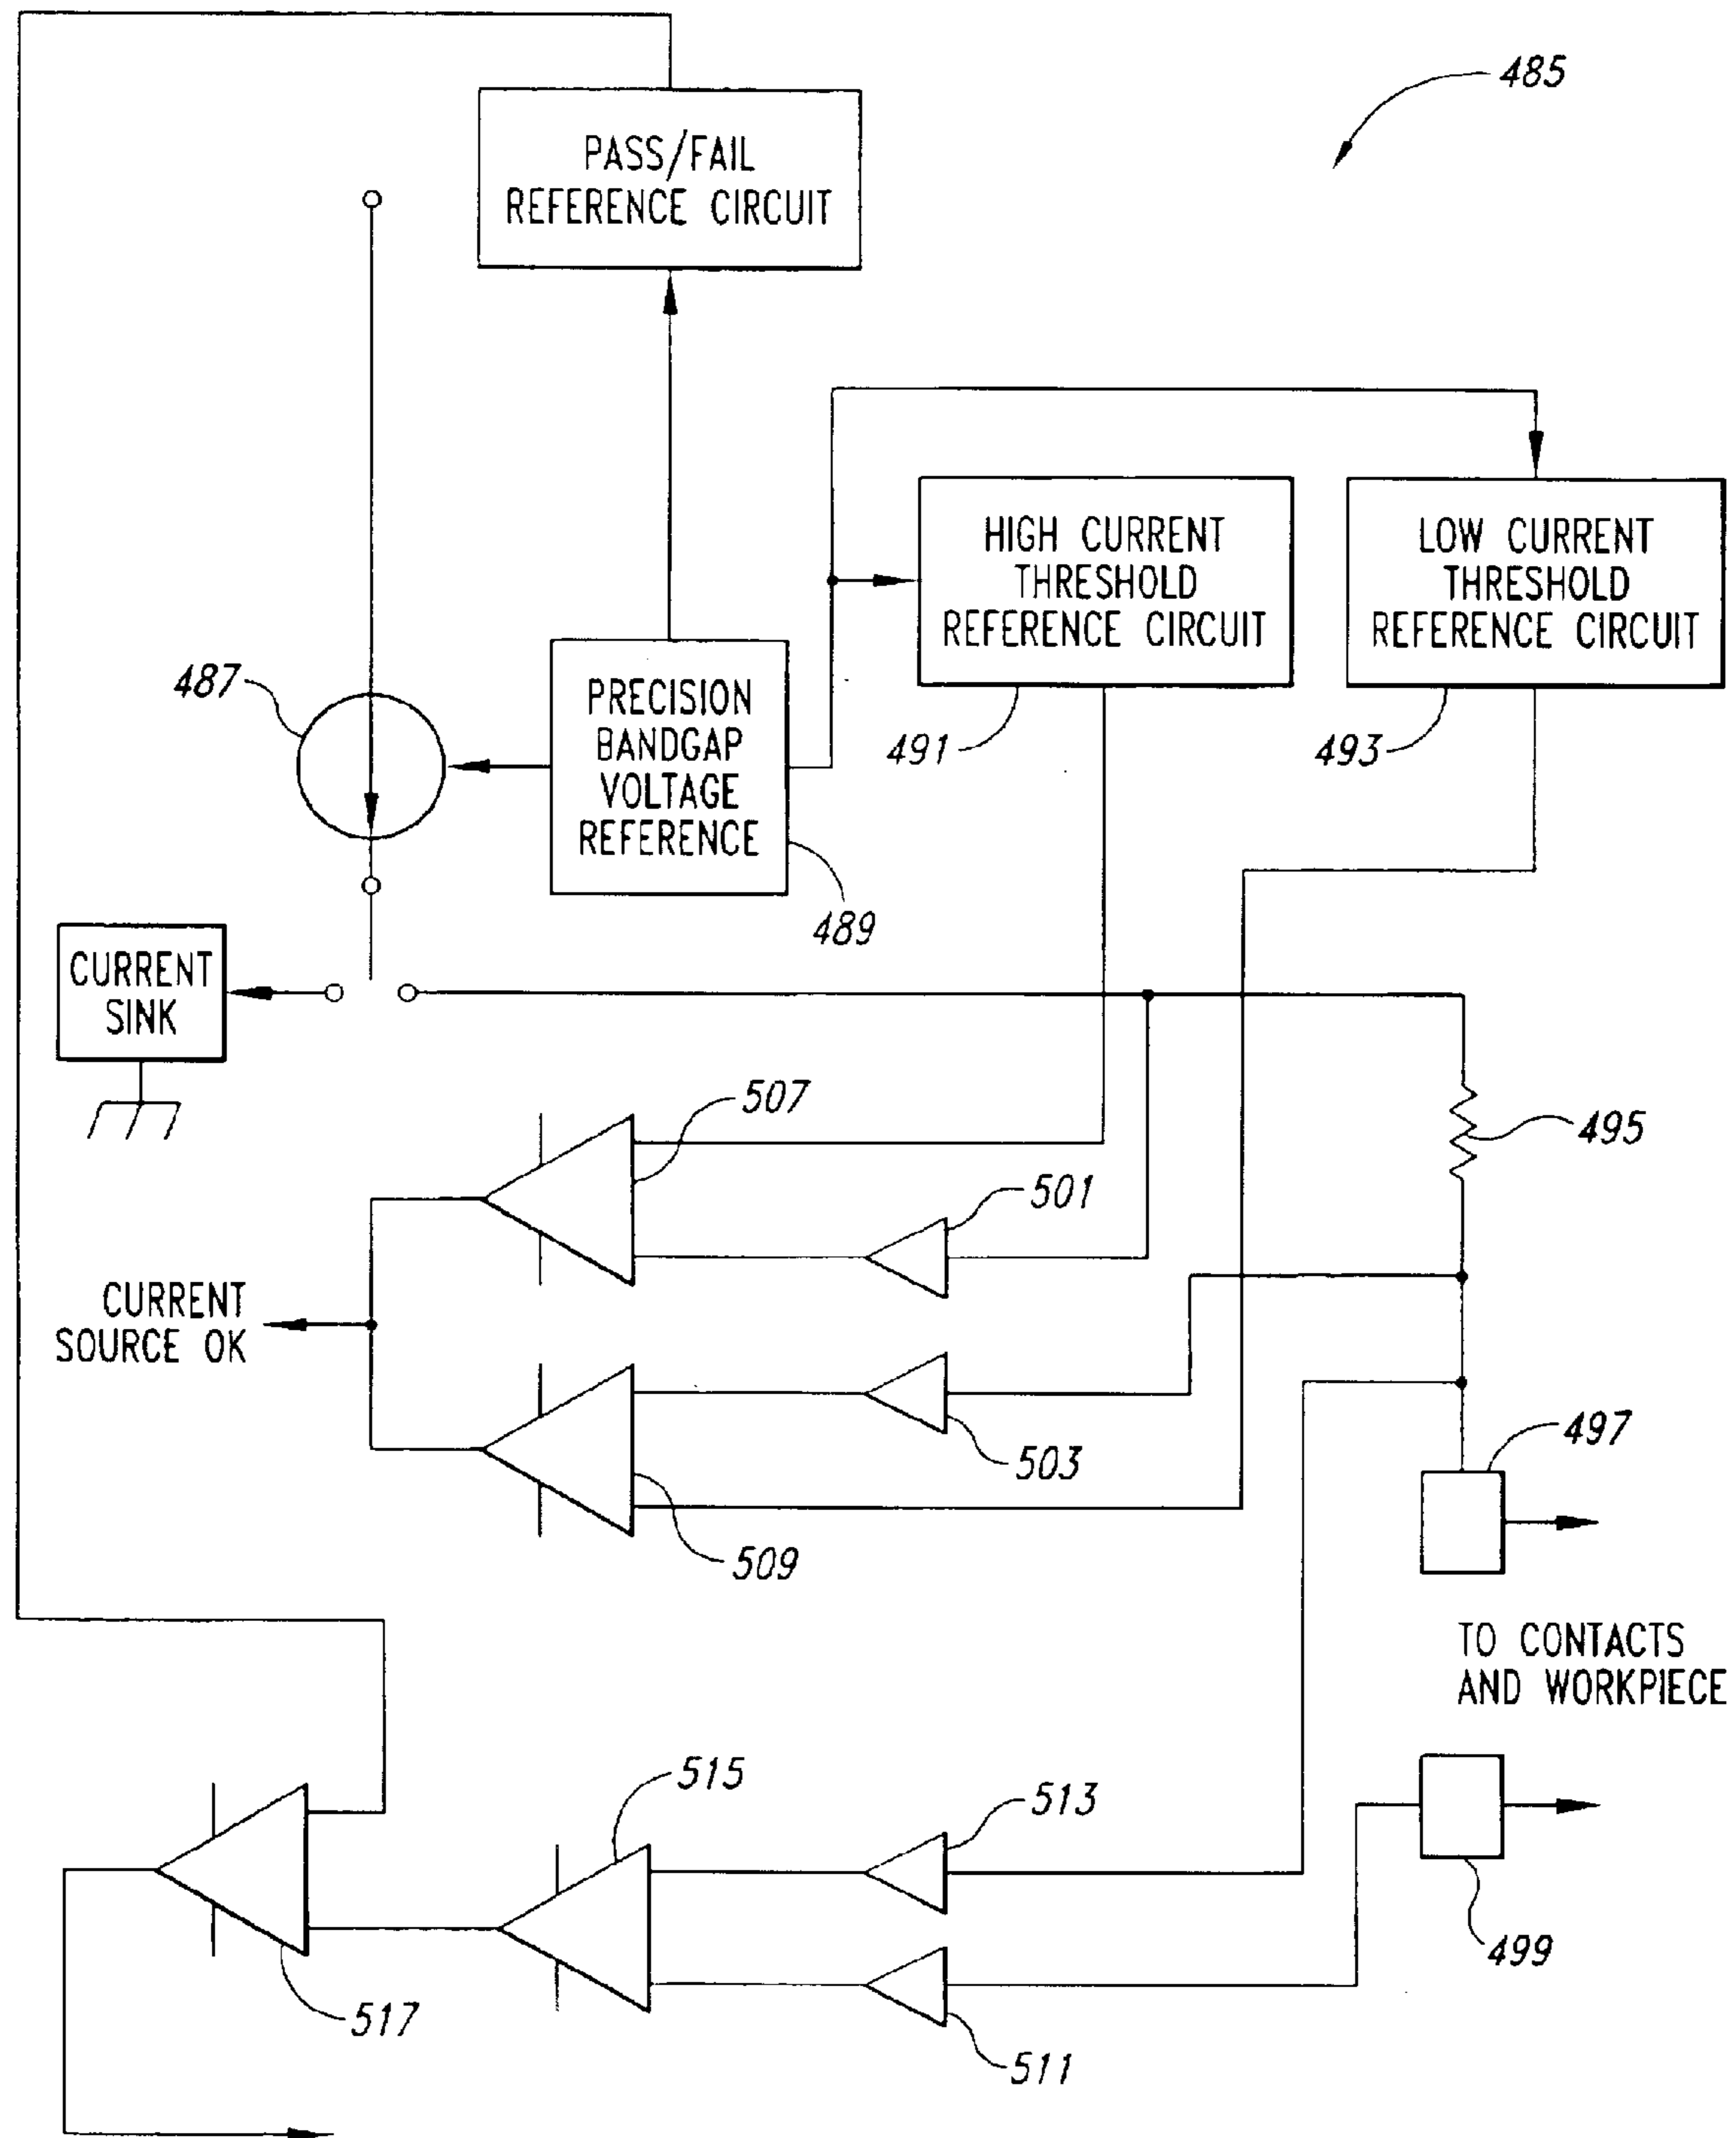 485
PASS/FAIL
REFERENCE CIRCUIT
HIGH CURRENT
THRESHOLD
REFERENCE CIRCUIT
LOW CURRENT
THRESHOLD
REFERENCE CIRCUIT
487
PRECISION
BANDGAP
VOLTAGE
REFERENCE
491
493
489
CURRENT
SINK
507
495
501
CURRENT
SOURCE OK
503
497
509
TO CONTACTS
AND WORKPIECE
515
513
499
517
511